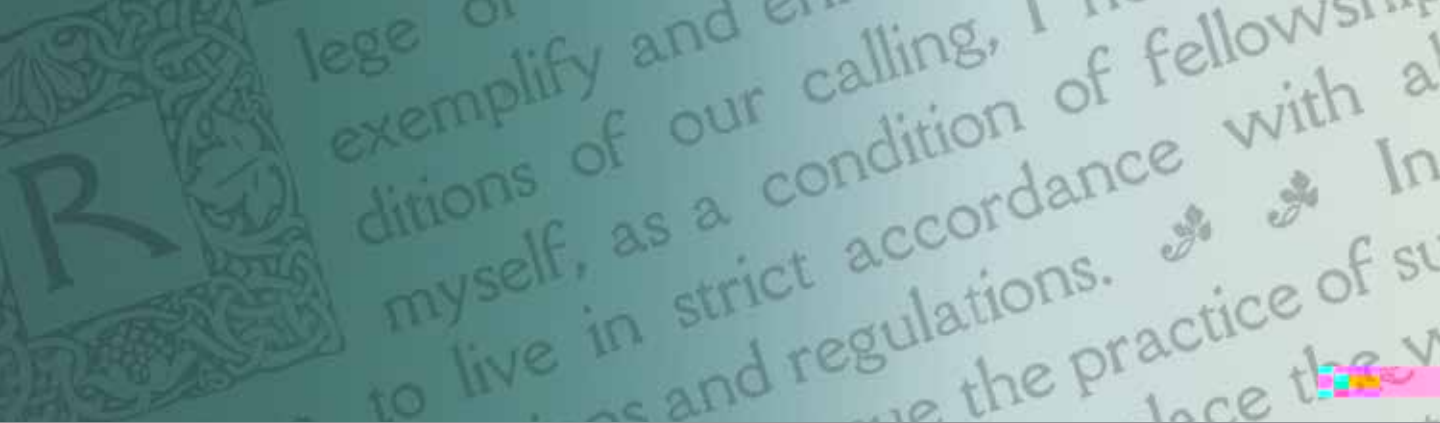 R
lege of
exemplify and
ditions of our calling, I
myself, as a condition of fellowship
to live in strict accordance with
and regulations. In
the practice of
the